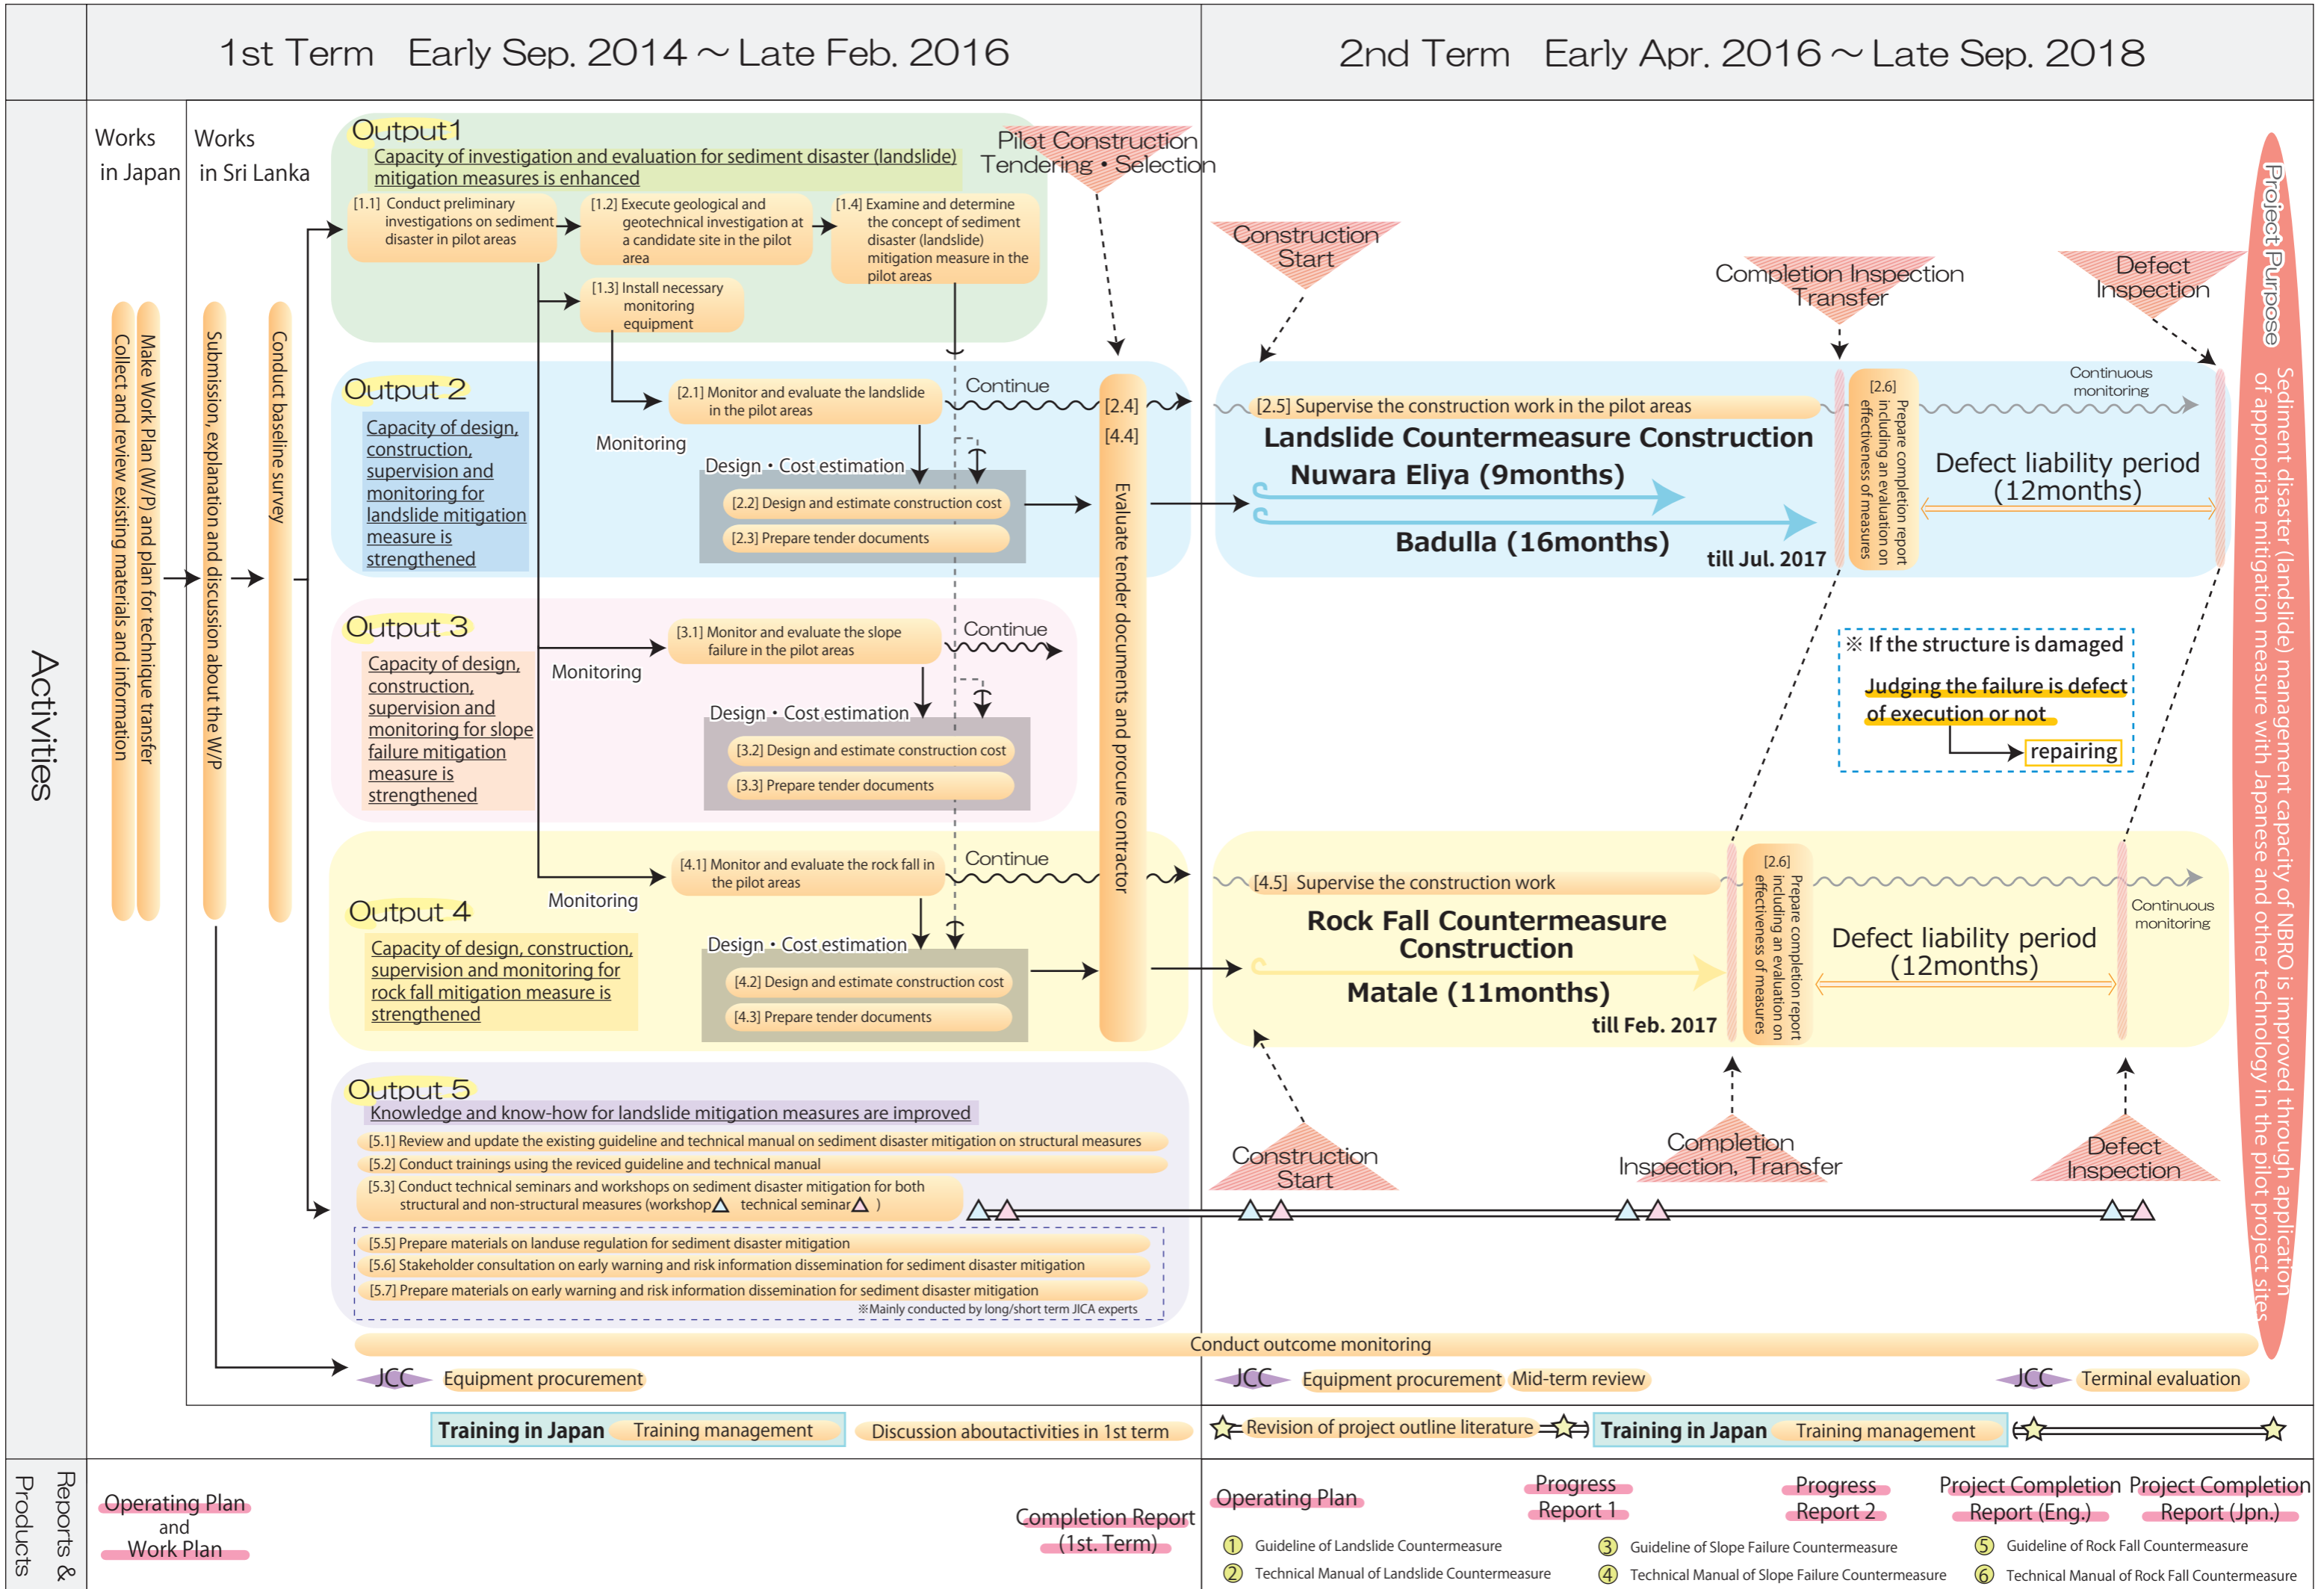 1st Term Early Sep. 2014 ～ Late Feb. 2016
2nd Term Early Apr. 2016 ～ Late Sep. 2018
Activities
Works
in Japan
Works
in Sri Lanka
Collect and review existing materials and information
Make Work Plan (W/P) and plan for technique transfer
Submission, explanation and discussion about the W/P
Conduct baseline survey
Output1
Capacity of investigation and evaluation for sediment disaster (landslide)
mitigation measures is enhanced
[1.1] Conduct preliminary
investigations on sediment
disaster in pilot areas
[1.2] Execute geological and
geotechnical investigation at
a candidate site in the pilot
area
[1.4] Examine and determine
the concept of sediment
disaster (landslide)
mitigation measure in the
pilot areas
[1.3] Install necessary
monitoring
equipment
Pilot Construction
Tendering・Selection
Output 2
Capacity of design,
construction,
supervision and
monitoring for
landslide mitigation
measure is
strengthened
Monitoring
[2.1] Monitor and evaluate the landslide
in the pilot areas
Continue
Design・Cost estimation
[2.2] Design and estimate construction cost
[2.3] Prepare tender documents
[2.4]
[4.4]
Evaluate tender documents and procure contractor
Output 3
Capacity of design,
construction,
supervision and
monitoring for slope
failure mitigation
measure is
strengthened
Monitoring
[3.1] Monitor and evaluate the slope
failure in the pilot areas
Continue
Design・Cost estimation
[3.2] Design and estimate construction cost
[3.3] Prepare tender documents
Output 4
Capacity of design, construction,
supervision and monitoring for
rock fall mitigation measure is
strengthened
Monitoring
[4.1] Monitor and evaluate the rock fall in
the pilot areas
Continue
Design・Cost estimation
[4.2] Design and estimate construction cost
[4.3] Prepare tender documents
Output 5
Knowledge and know-how for landslide mitigation measures are improved
[5.1] Review and update the existing guideline and technical manual on sediment disaster mitigation on structural measures
[5.2] Conduct trainings using the reviced guideline and technical manual
[5.3] Conduct technical seminars and workshops on sediment disaster mitigation for both
structural and non-structural measures (workshop△ technical seminar△ )
[5.5] Prepare materials on landuse regulation for sediment disaster mitigation
[5.6] Stakeholder consultation on early warning and risk information dissemination for sediment disaster mitigation
[5.7] Prepare materials on early warning and risk information dissemination for sediment disaster mitigation
※Mainly conducted by long/short term JICA experts
Construction
Start
Completion Inspection
Transfer
Defect
Inspection
[2.5] Supervise the construction work in the pilot areas
Landslide Countermeasure Construction
Nuwara Eliya (9months)
Badulla (16months)
till Jul. 2017
[2.6]
Prepare completion report
including an evaluation on
effectiveness of measures
Continuous
monitoring
Defect liability period
(12months)
※ If the structure is damaged
Judging the failure is defect
of execution or not
repairing
[4.5] Supervise the construction work
Rock Fall Countermeasure
Construction
Matale (11months)
till Feb. 2017
[2.6]
Prepare completion report
including an evaluation on
effectiveness of measures
Continuous
monitoring
Defect liability period
(12months)
Construction
Start
Completion
Inspection, Transfer
Defect
Inspection
Project Purpose
Sediment disaster (landslide) management capacity of NBRO is improved through application
of appropriate mitigation measure with Japanese and other technology in the pilot project sites
Conduct outcome monitoring
JCC
Equipment procurement
JCC
Equipment procurement
Mid-term review
JCC
Terminal evaluation
Training in Japan
Training management
Discussion aboutactivities in 1st term
Revision of project outline literature
Training in Japan
Training management
Reports &
Products
Operating Plan
and
Work Plan
Completion Report
(1st. Term)
Operating Plan
Progress
Report 1
Progress
Report 2
Project Completion
Report (Eng.)
Project Completion
Report (Jpn.)
① Guideline of Landslide Countermeasure
② Technical Manual of Landslide Countermeasure
③ Guideline of Slope Failure Countermeasure
④ Technical Manual of Slope Failure Countermeasure
⑤ Guideline of Rock Fall Countermeasure
⑥ Technical Manual of Rock Fall Countermeasure